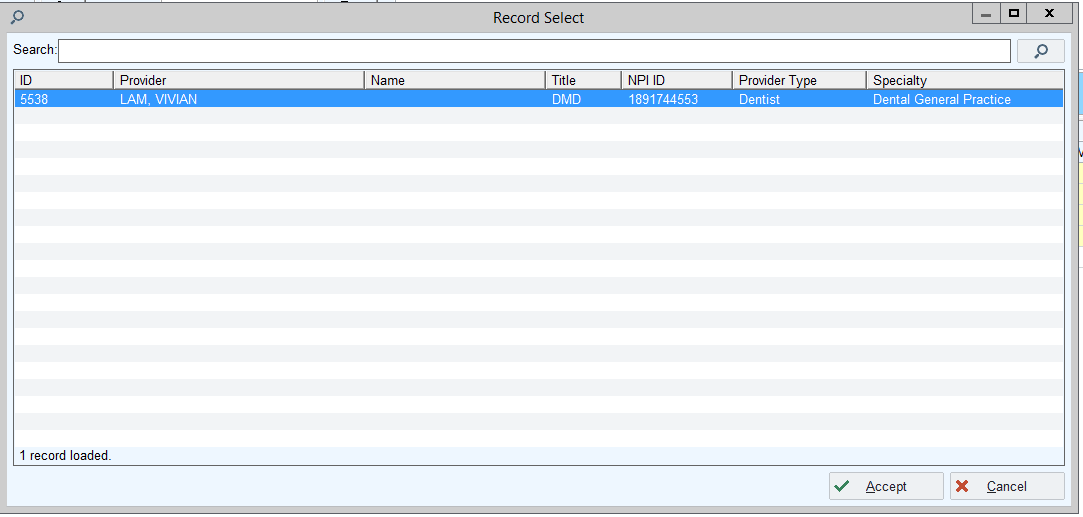 Record Select
Search:
ID Provider Name Title NPI ID Provider Type Specialty
5538 LAM, VIVIAN DMD 1891744553 Dentist Dental General Practice
1 record loaded.
Accept Cancel